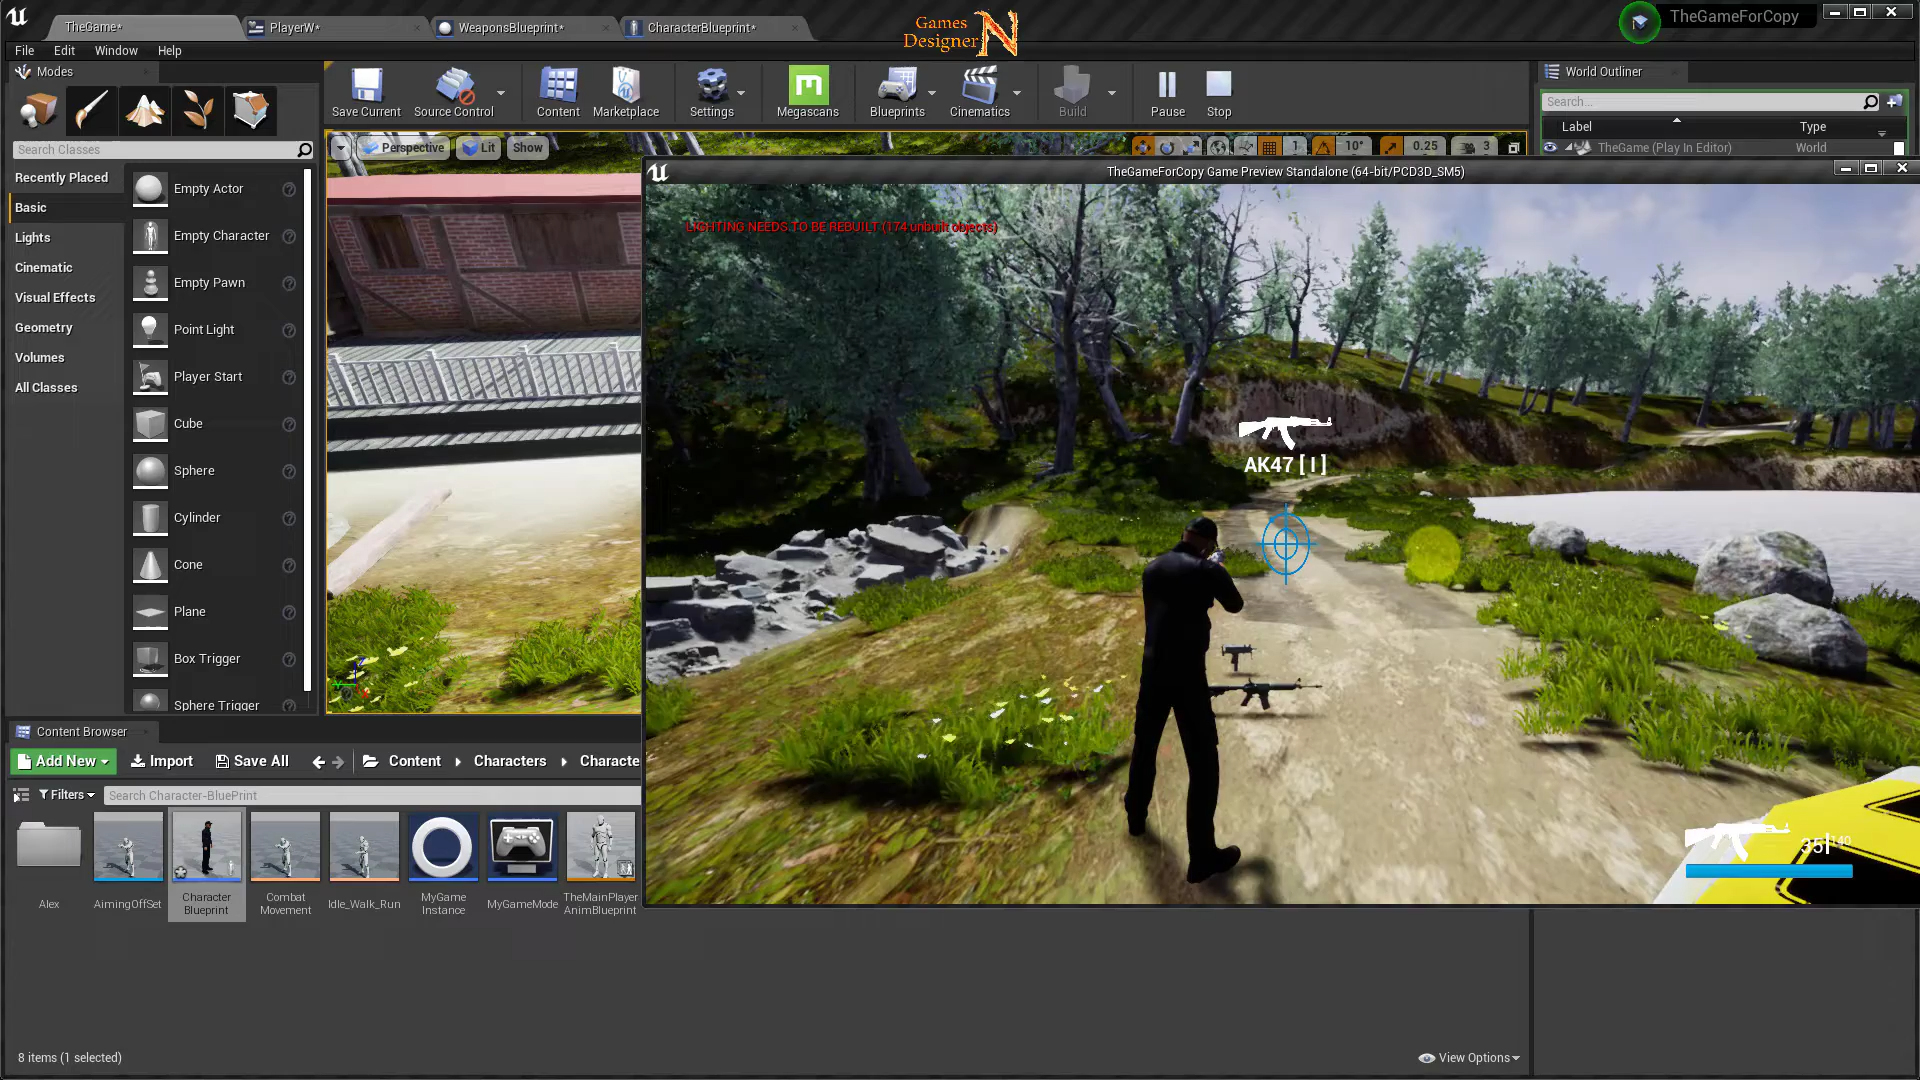 TheGame*
PlayerW*
WeaponsBlueprint*
CharacterBlueprint*
Games
Designer N
TheGameForCopy
File
Edit
Window
Help
Modes
World Outliner
Save Current
Source Control
Content
Marketplace
Settings
Megascans
Blueprints
Cinematics
Build
Pause
Stop
Search...
Label
Type
Search Classes
Perspective
Lit
Show
1
10°
0.25
3
TheGame (Play In Editor)
World
TheGameForCopy Game Preview Standalone (64-bit/PCD3D_SM5)
LIGHTING NEEDS TO BE REBUILT (174 unbuilt objects)
Recently Placed
Basic
Lights
Cinematic
Visual Effects
Geometry
Volumes
All Classes
Empty Actor
Empty Character
Empty Pawn
Point Light
Player Start
Cube
Sphere
Cylinder
Cone
Plane
Box Trigger
Sphere Trigger
AK47 [ I ]
35
140
Content Browser
Add New
Import
Save All
Content
Characters
Characte
Filters
Search Character-BluePrint
Alex
AimingOffSet
Character
Blueprint
Combat
Movement
Idle_Walk_Run
MyGame
Instance
MyGameMode
TheMainPlayer
AnimBlueprint
8 items (1 selected)
View Options